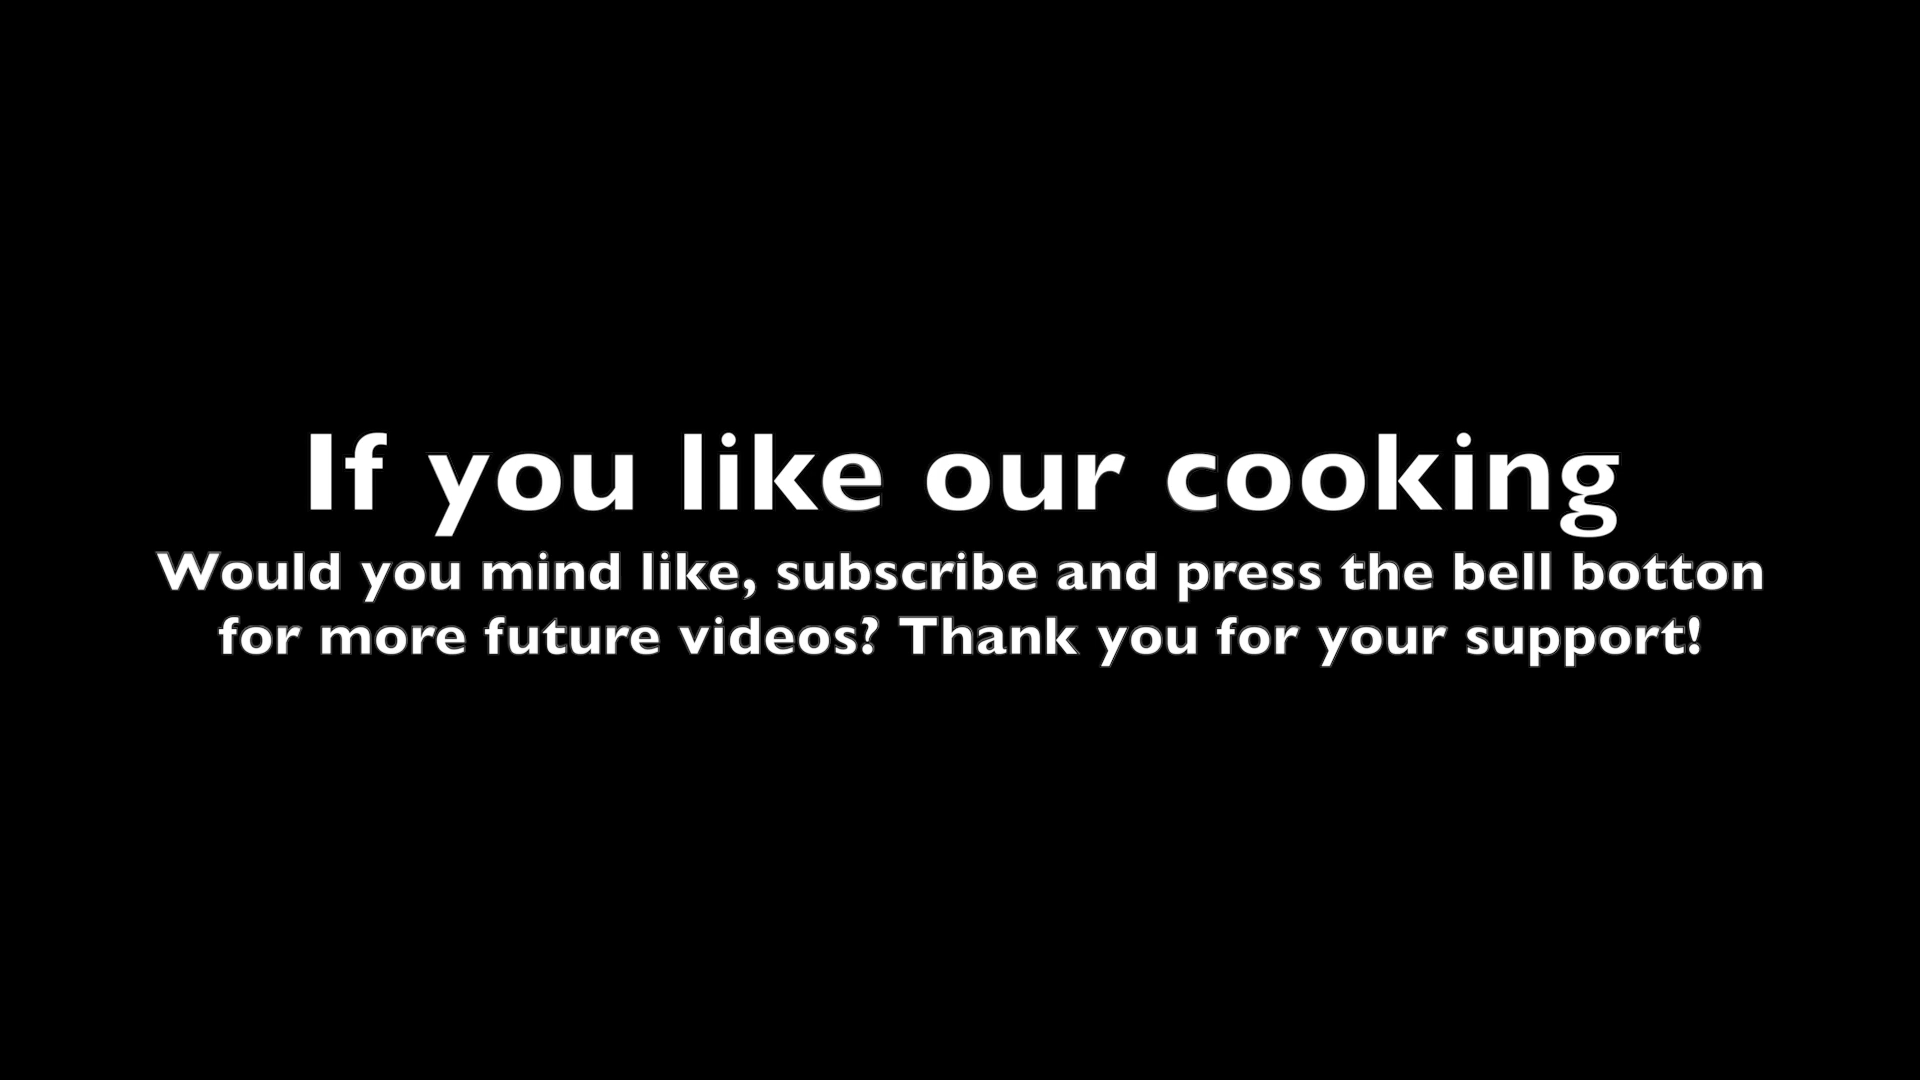 If you like our cooking
Would you mind like, subscribe and press the bell botton
for more future videos? Thank you for your support!